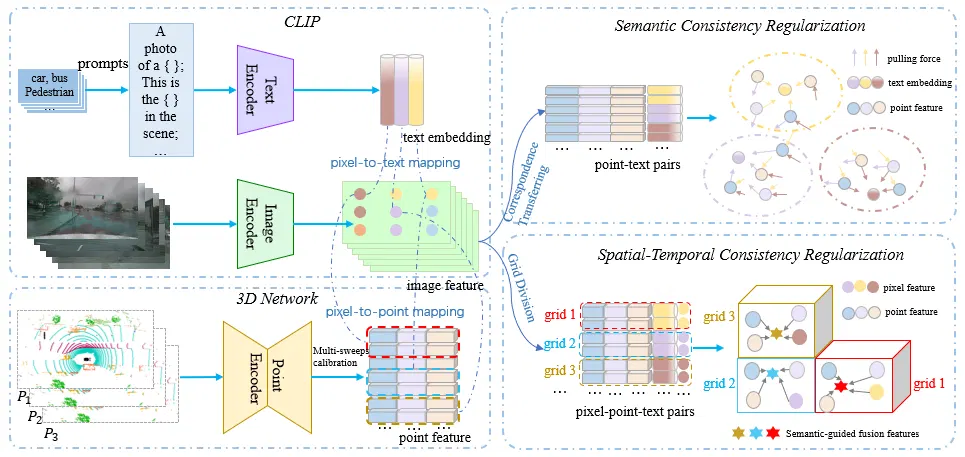 CLIP
car, bus
Pedestrian
...
prompts
A
photo
of a { };
This is
the { }
in the
scene;
...
Text
Encoder
text embedding
pixel-to-text mapping
Image
Encoder
image feature
3D Network
pixel-to-point mapping
P1
P2
P3
Point
Encoder
Multi-sweeps
calibration
... ... ...
point feature
Correspondence
Transferring
Grid Division
Semantic Consistency Regularization
... ... ... ...
point-text pairs
pulling force
text embedding
point feature
Spatial-Temporal Consistency Regularization
grid 1
grid 2
grid 3
... ... ... ... ...
pixel-point-text pairs
pixel feature
point feature
grid 3
grid 2
grid 1
Semantic-guided fusion features